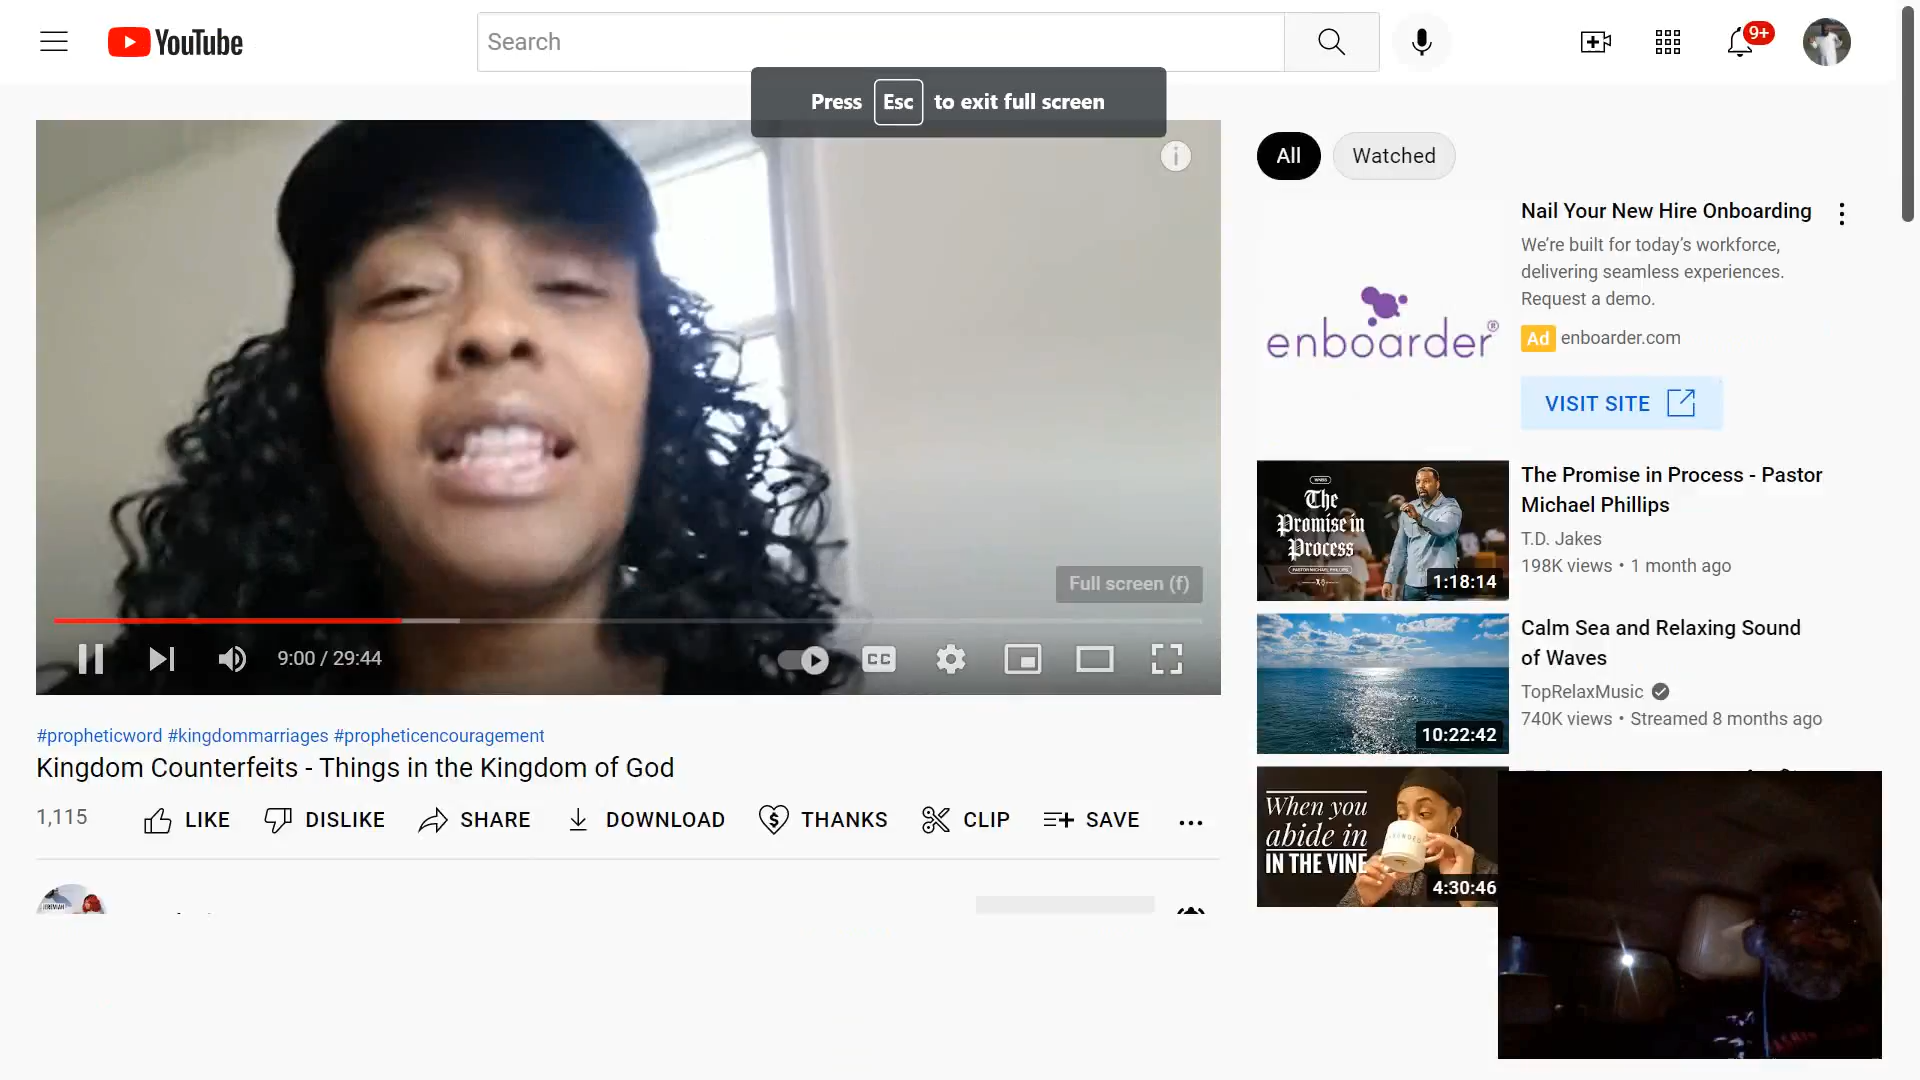 YouTube
Search
9+
Press Esc to exit full screen
All
Watched
Full screen (f)
9:00 / 29:44
CC
#propheticword #kingdommarriages #propheticencouragement
Kingdom Counterfeits - Things in the Kingdom of God
1,115
LIKE
DISLIKE
SHARE
DOWNLOAD
THANKS
CLIP
SAVE
enboarder®
Nail Your New Hire Onboarding
We're built for today's workforce,
delivering seamless experiences.
Request a demo.
Ad enboarder.com
VISIT SITE
The
Promise in
Process
PASTOR MICHAEL PHILLIPS
1:18:14
The Promise in Process - Pastor
Michael Phillips
T.D. Jakes
198K views • 1 month ago
10:22:42
Calm Sea and Relaxing Sound
of Waves
TopRelaxMusic
740K views • Streamed 8 months ago
When you
abide in
IN THE VINE
4:30:46